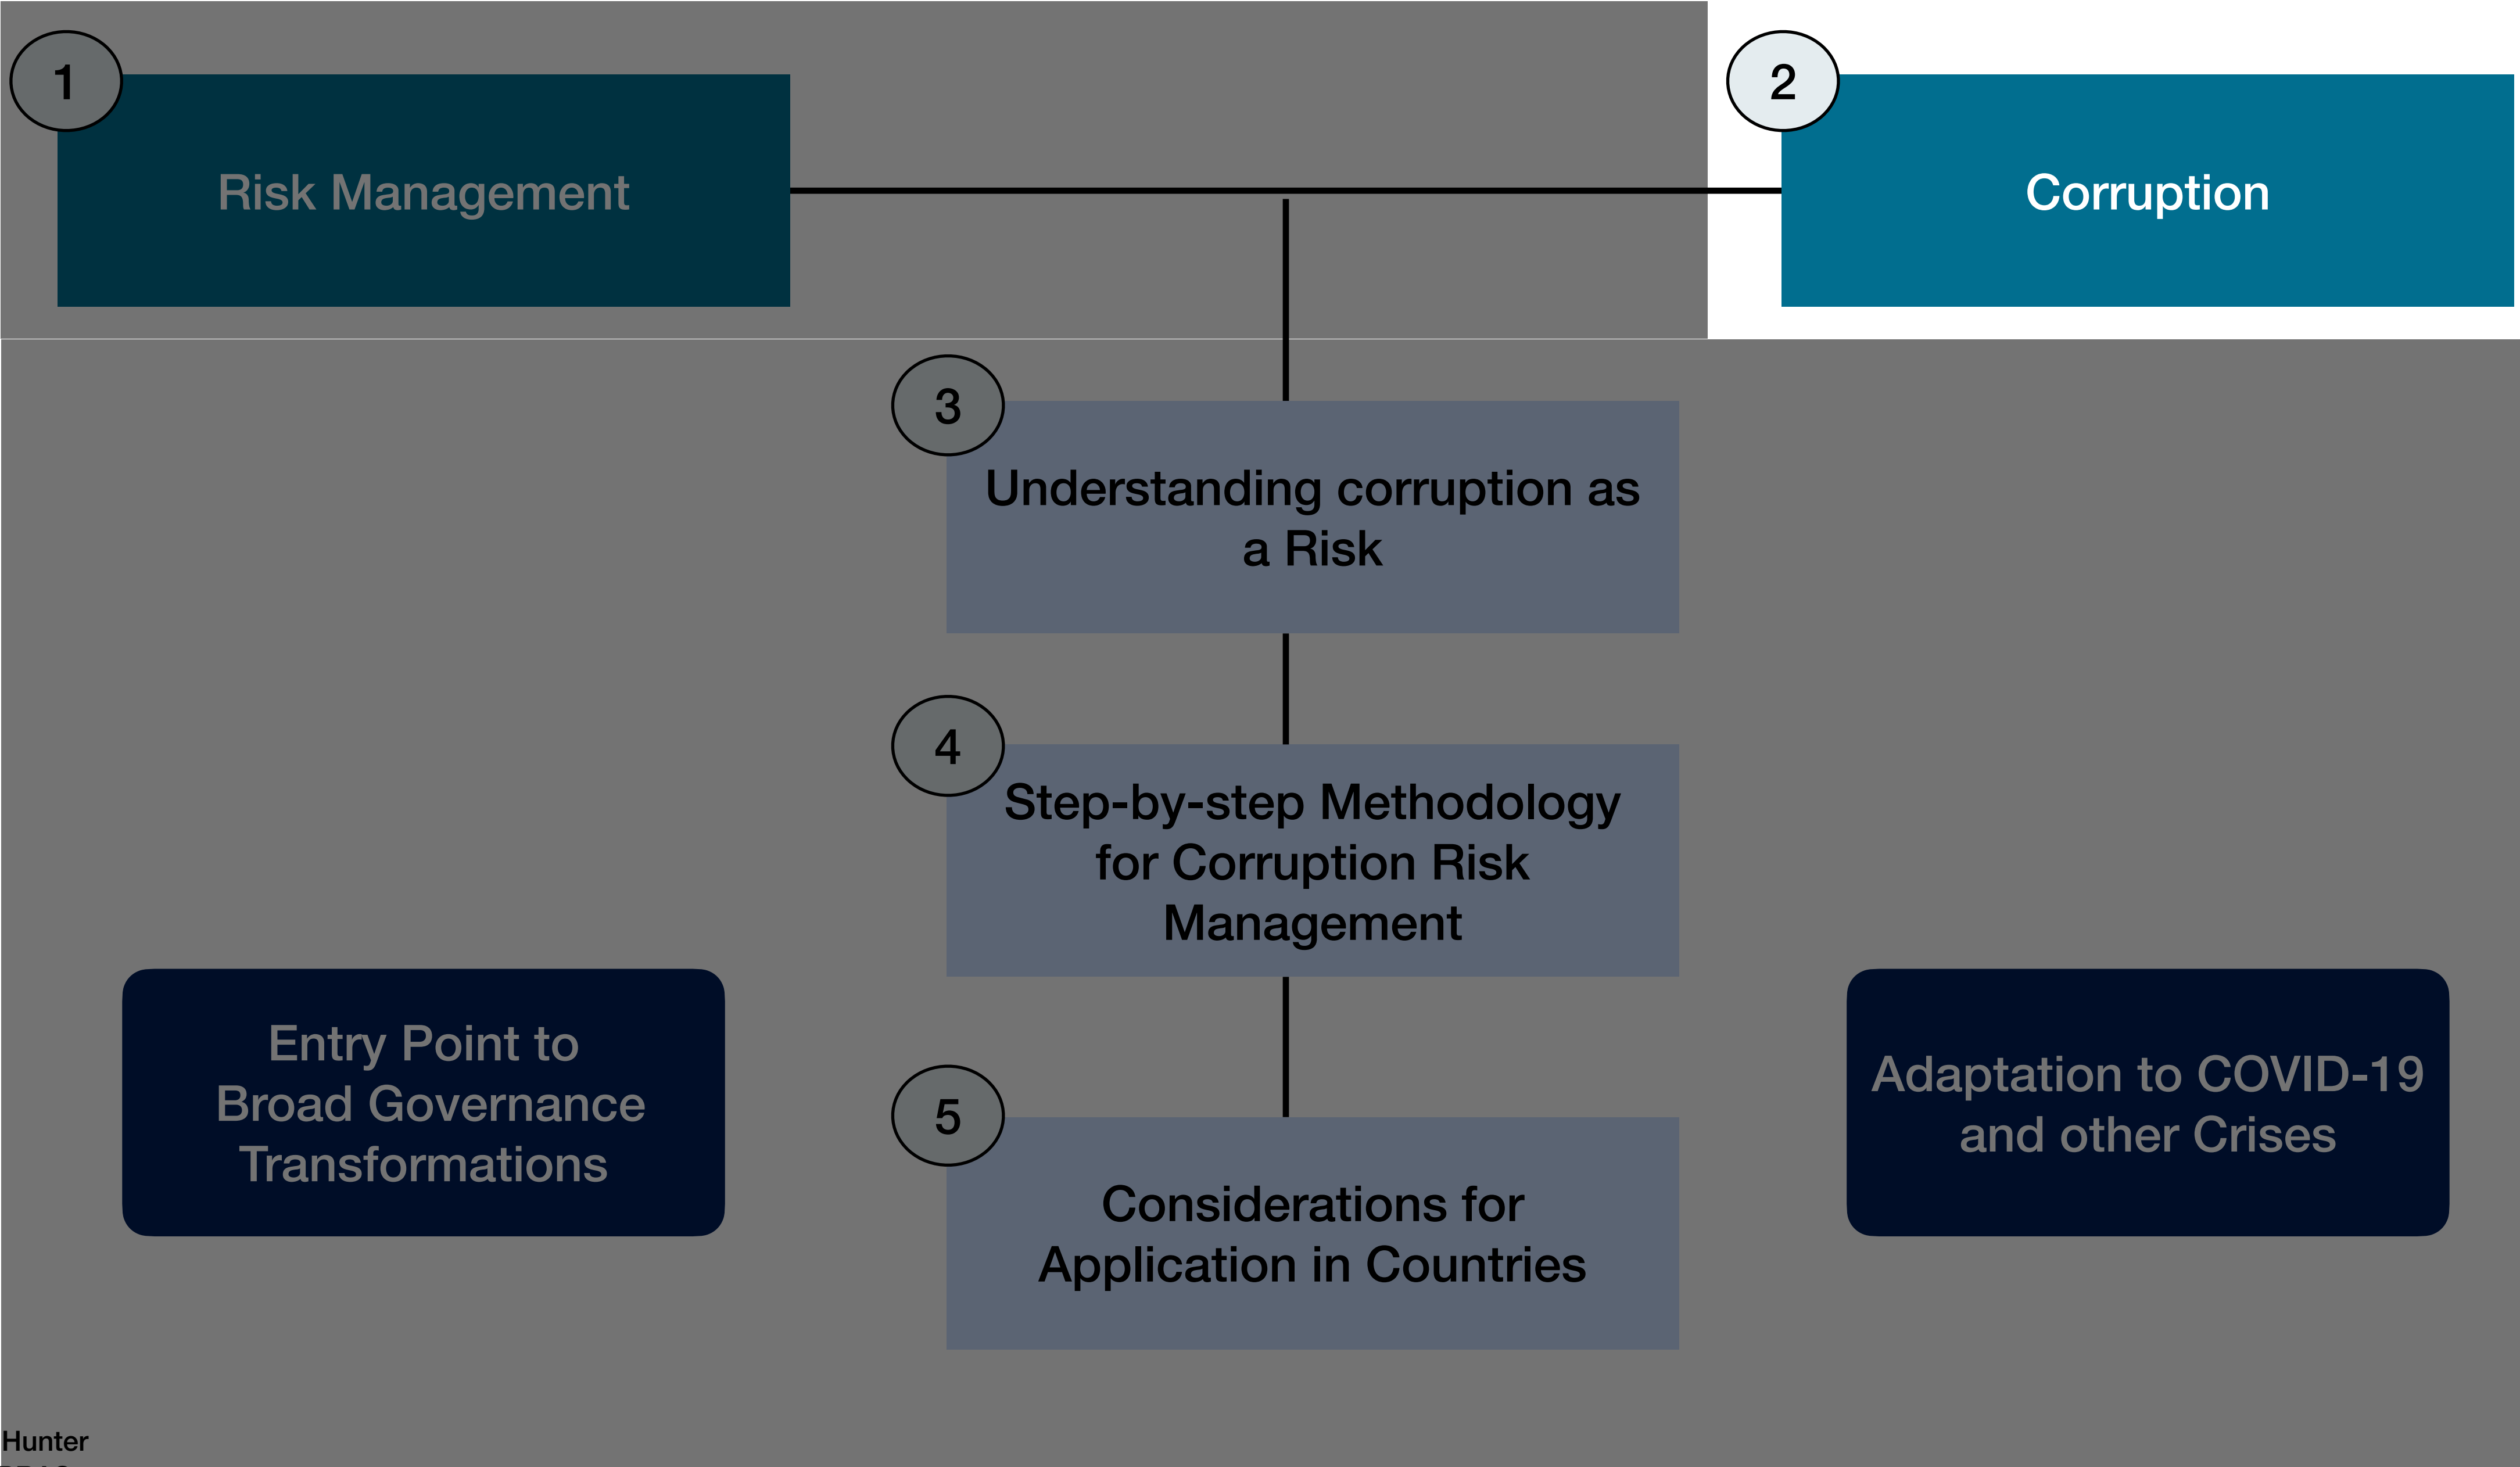 1
Risk Management
2
Corruption
3
Understanding corruption as
a Risk
4
Step-by-step Methodology
for Corruption Risk
Management
Entry Point to
Broad Governance
Transformations
Adaptation to COVID-19
and other Crises
5
Considerations for
Application in Countries
Hunter